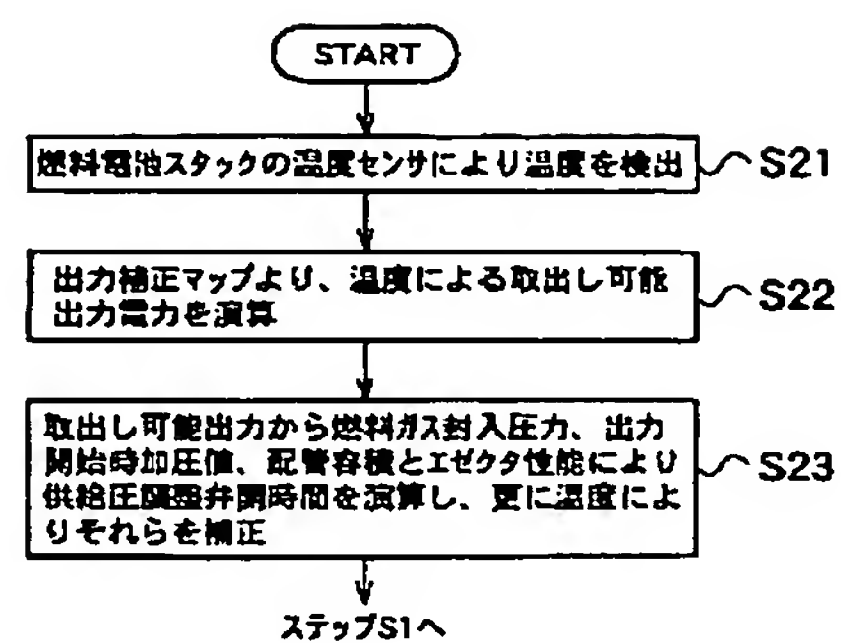 START
燃料電池スタックの温度センサにより温度を検出
S21
出力補正マップより、温度による取出し可能
出力電力を演算
S22
取出し可能出力から燃料ガス封入圧力、出力
開始時加圧値、配管容積とエゼクタ性能により
供給圧調整弁開時間を演算し、更に温度によ
りそれらを補正
S23
ステップS1へ